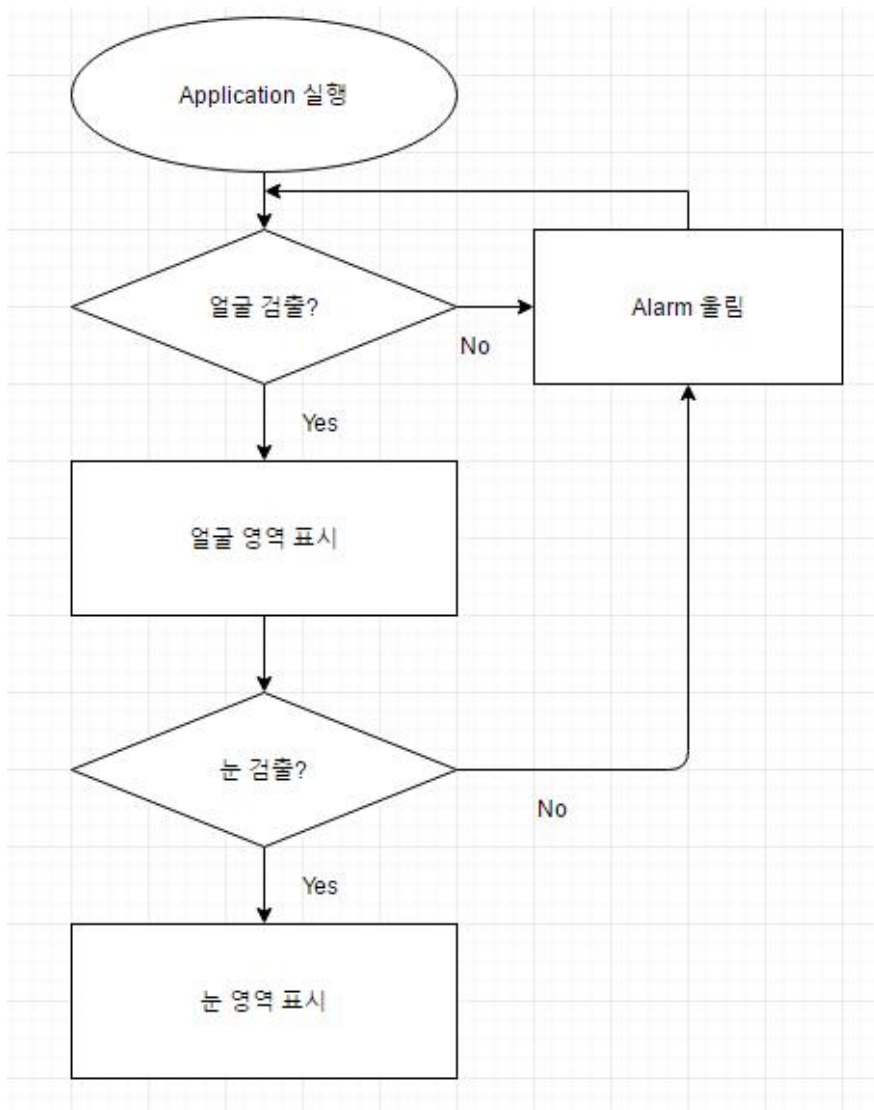 Application 실행
얼굴 검출?
Alarm 울림
No
Yes
얼굴 영역 표시
눈 검출?
No
Yes
눈 영역 표시